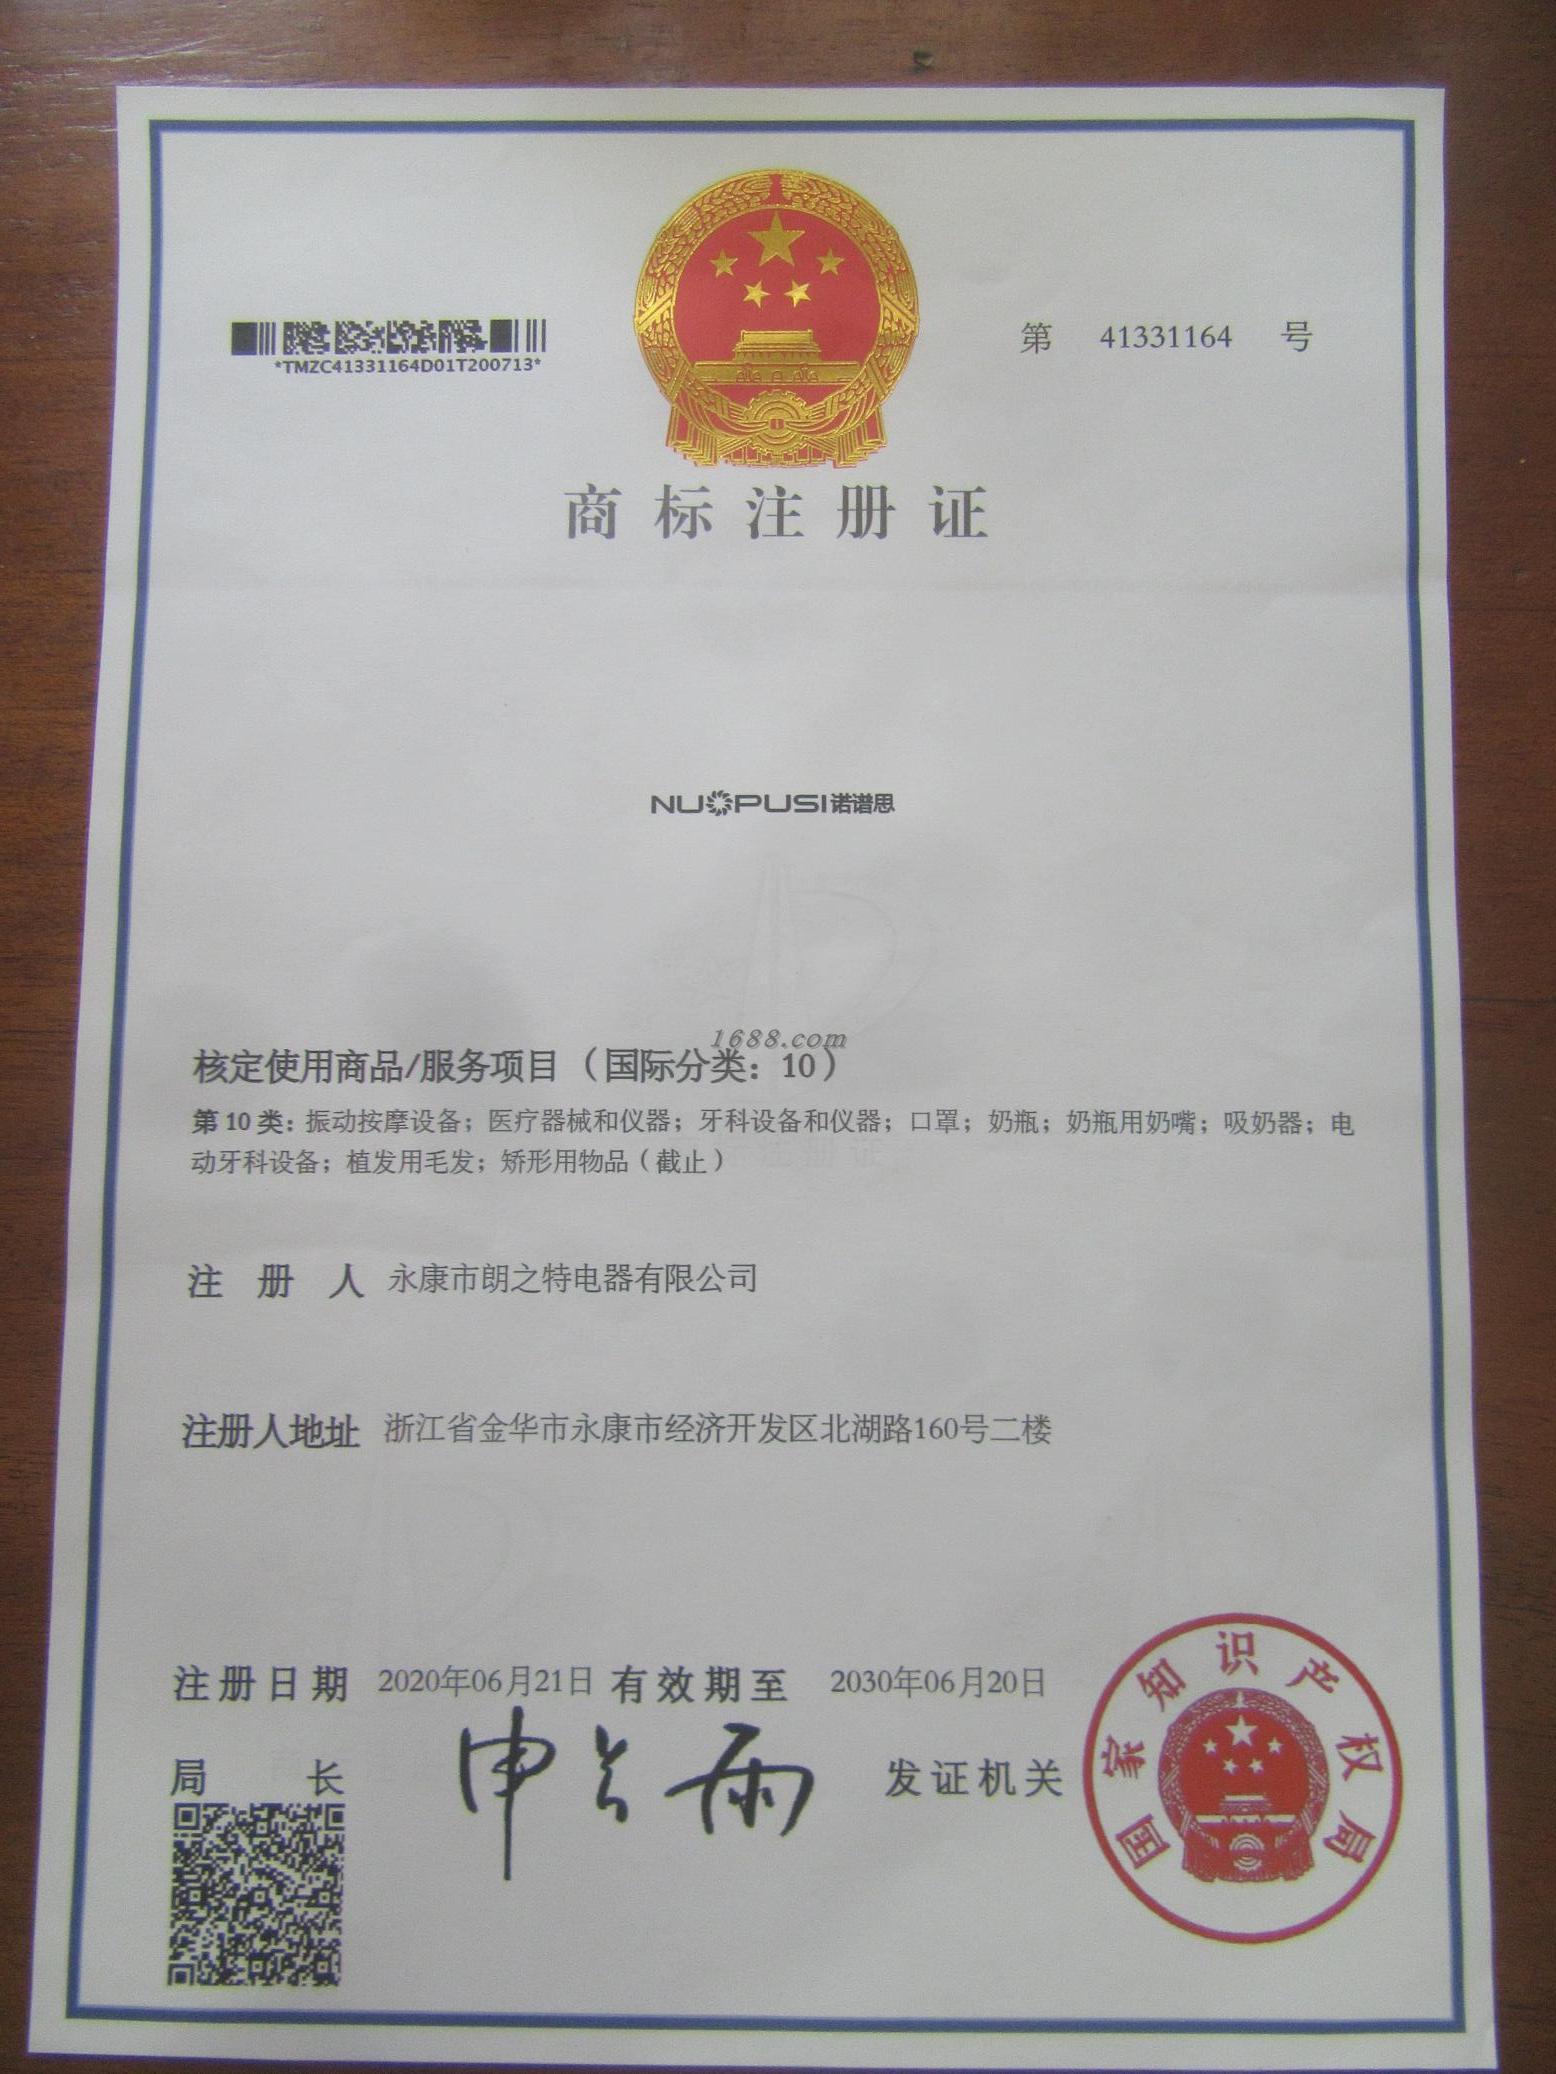 第 41331164 号
*TMZC41331164D01T200713*
商标注册证
NUOPUSI诺谱思
1688.com
核定使用商品/服务项目（国际分类：10）
第10类：振动按摩设备；医疗器械和仪器；牙科设备和仪器；口罩；奶瓶；奶瓶用奶嘴；吸奶器；电
动牙科设备；植发用毛发；矫形用物品（截止）
注册人 永康市朗之特电器有限公司
注册人地址 浙江省金华市永康市经济开发区北湖路160号二楼
注册日期 2020年06月21日 有效期至 2030年06月20日
局长 申长雨 发证机关
国家知识产权局